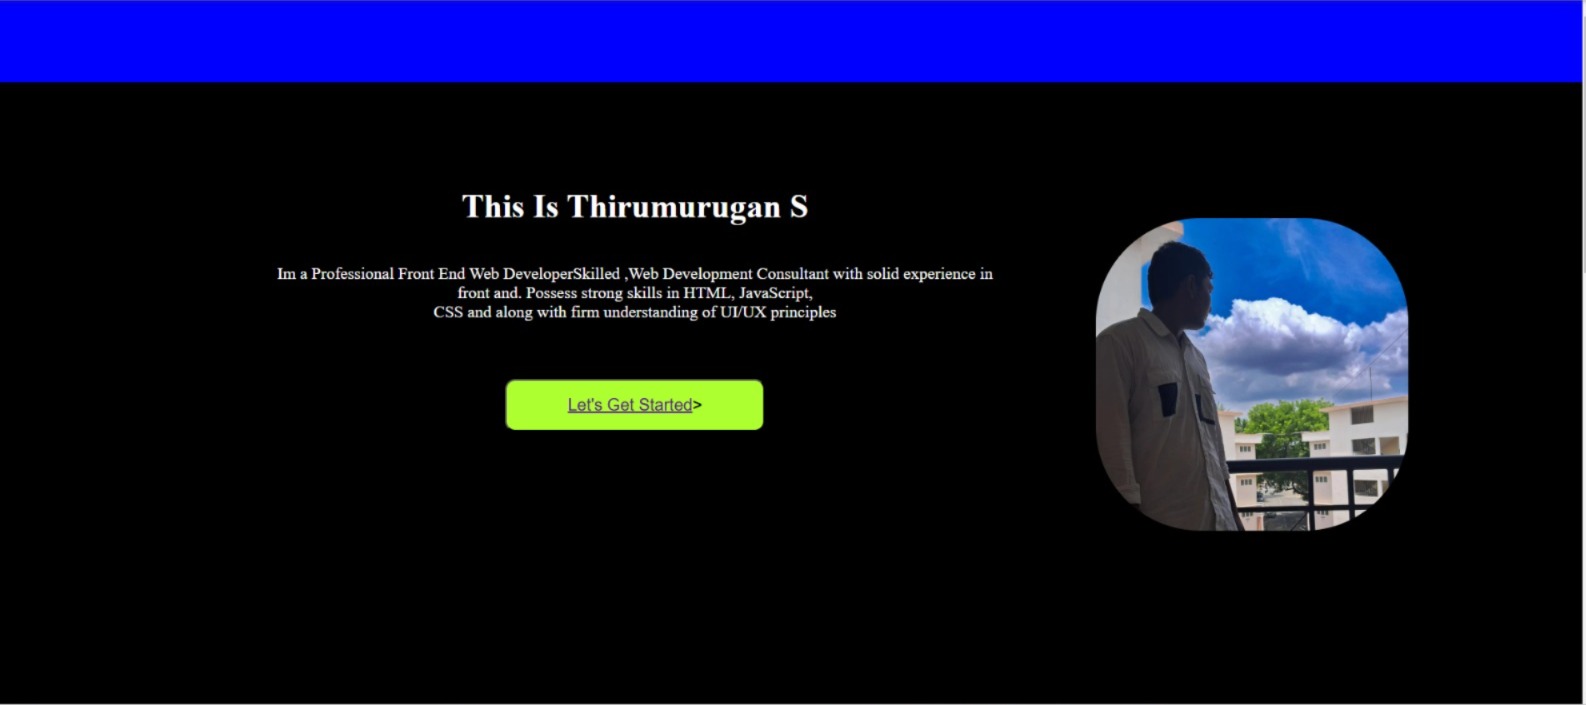 This Is Thirumurugan S
Im a Professional Front End Web DeveloperSkilled ,Web Development Consultant with solid experience in
front and. Possess strong skills in HTML, JavaScript,
CSS and along with firm understanding of UI/UX principles
Let's Get Started>